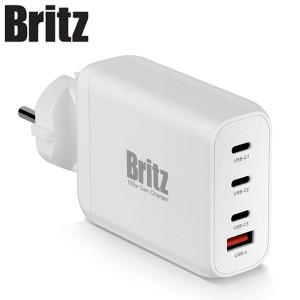 Britz
USB-C1
USB-C2
Britz
100w Gan Charger
USB-C3
USB-A